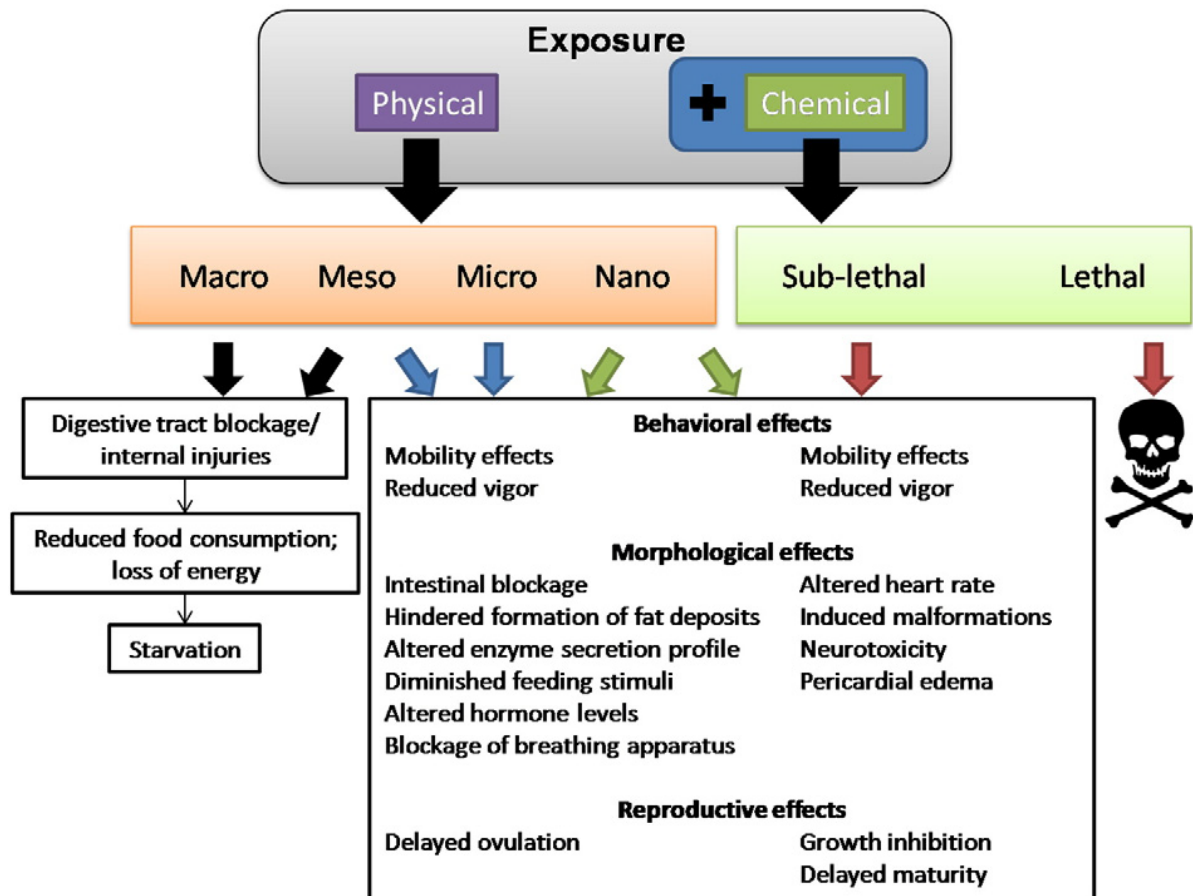 Exposure
Physical
+ Chemical
Macro Meso Micro Nano
Sub-lethal Lethal
Digestive tract blockage/
internal injuries
Reduced food consumption;
loss of energy
Starvation
Behavioral effects
Mobility effects Mobility effects
Reduced vigor Reduced vigor
Morphological effects
Intestinal blockage Altered heart rate
Hindered formation of fat deposits Induced malformations
Altered enzyme secretion profile Neurotoxicity
Diminished feeding stimuli Pericardial edema
Altered hormone levels
Blockage of breathing apparatus
Reproductive effects
Delayed ovulation Growth inhibition
Delayed maturity